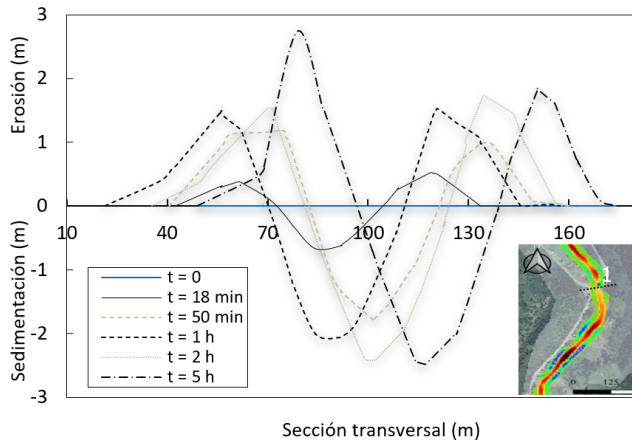 3
2
1
0
-1
-2
-3
Erosión (m)
Sedimentación (m)
10 40 70 100 130 160
t = 0
t = 18 min
t = 50 min
t = 1 h
t = 2 h
t = 5 h
1
0 125
Sección transversal (m)